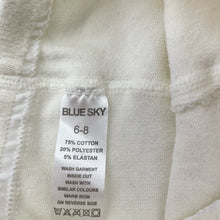 BLUE SKY
6-8
75% COTTON
20% POLYESTER
5% ELASTAN
WASH GARMENT
INSIDE OUT
WASH WITH
SIMILAR COLOURS
WARM IRON
ON REVERSE SIDE